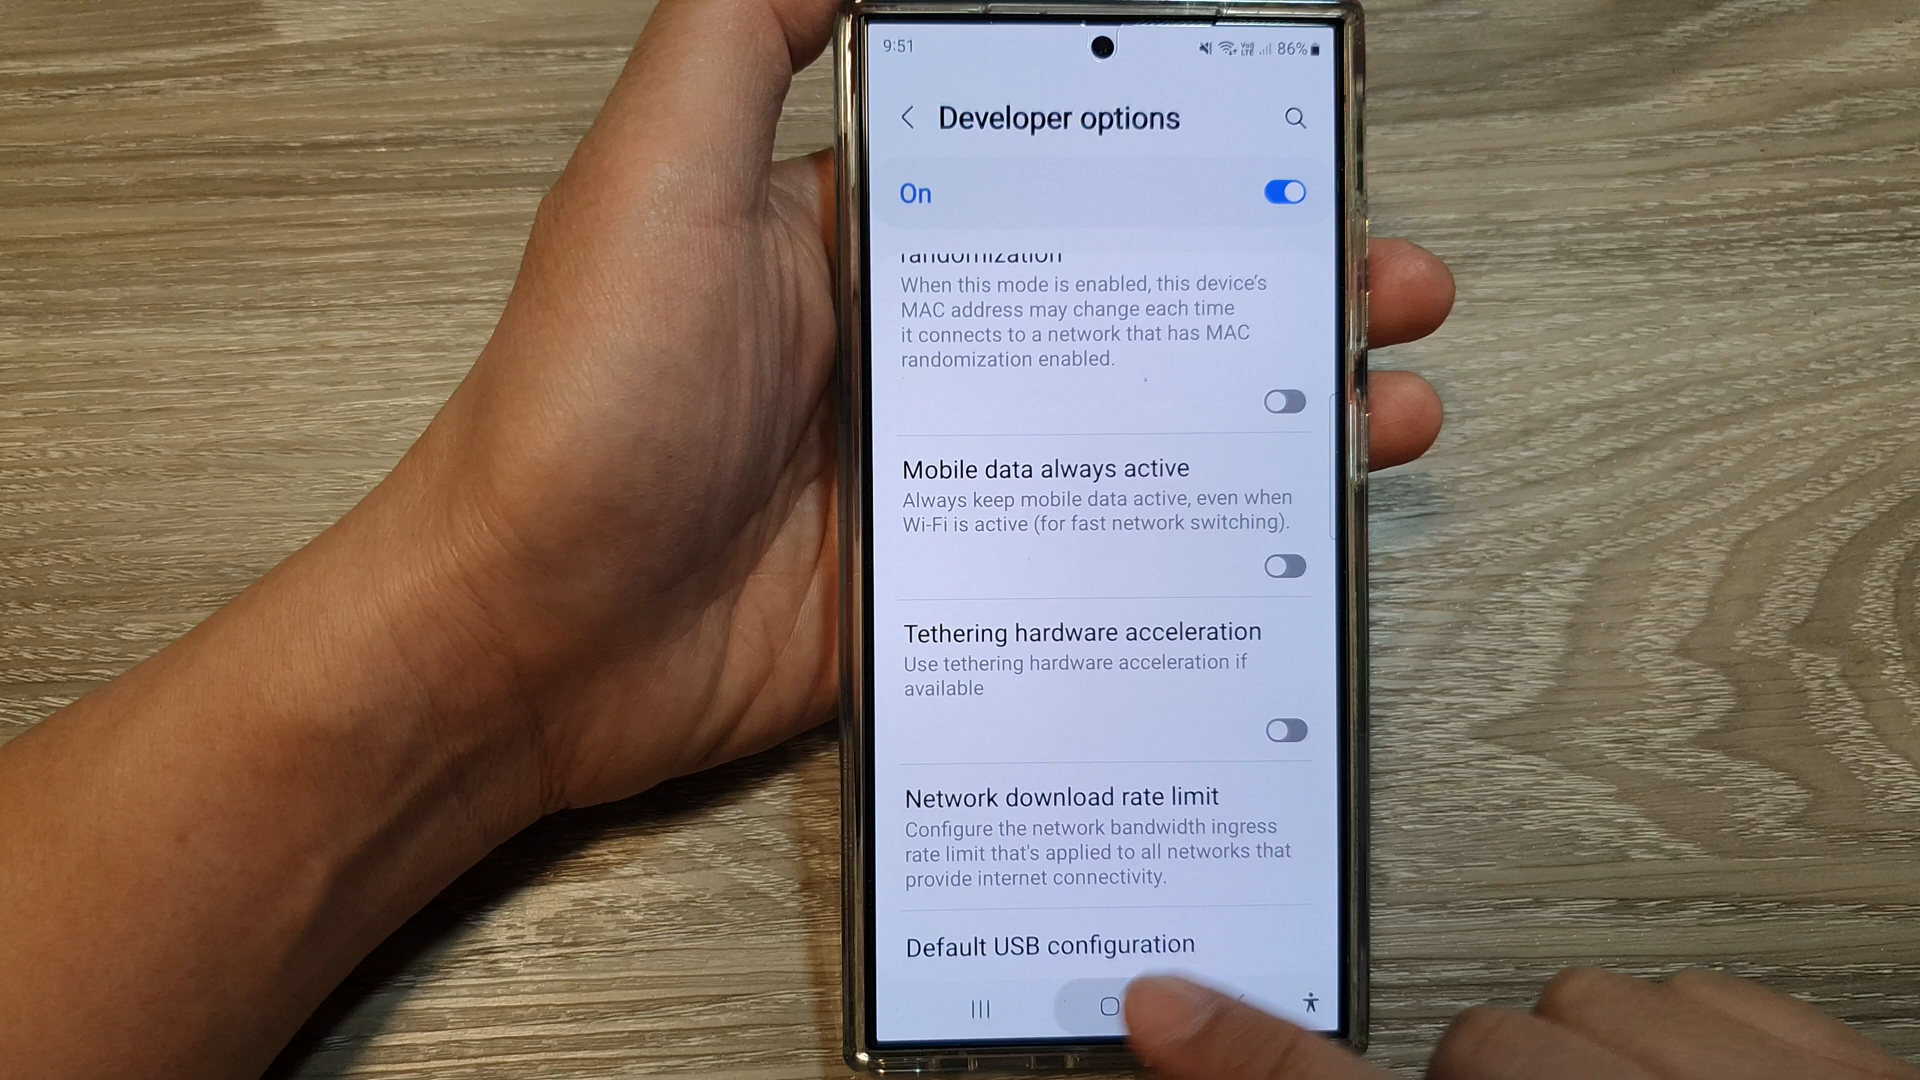 9:51
Vo)) LTE 86%
Developer options
On
randomization
When this mode is enabled, this device's
MAC address may change each time
it connects to a network that has MAC
randomization enabled.
Mobile data always active
Always keep mobile data active, even when
Wi-Fi is active (for fast network switching).
Tethering hardware acceleration
Use tethering hardware acceleration if
available
Network download rate limit
Configure the network bandwidth ingress
rate limit that's applied to all networks that
provide internet connectivity.
Default USB configuration